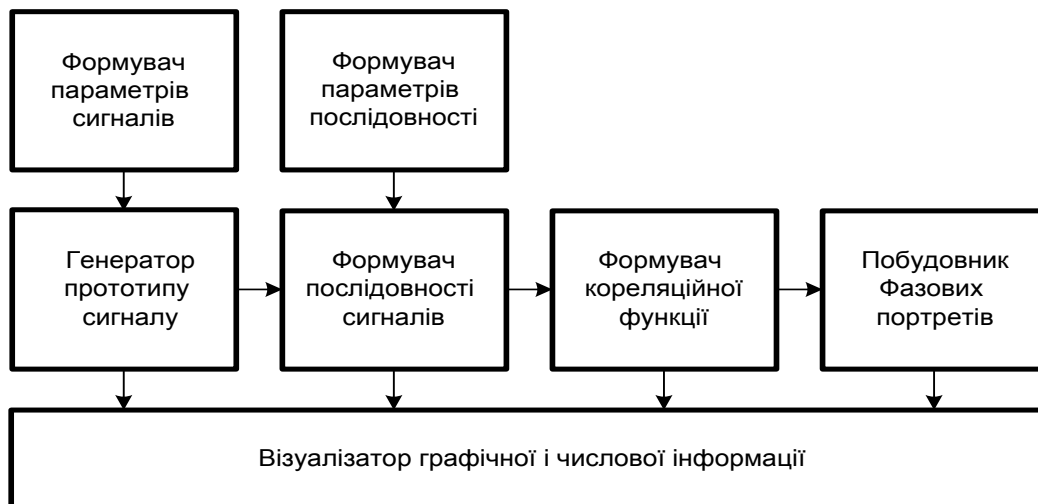 Формувач
параметрів
сигналів
Формувач
параметрів
послідовності
Генератор
прототипу
сигналу
Формувач
послідовності
сигналів
Формувач
кореляційної
функції
Побудовник
Фазових
портретів
Візуалізатор графічної і числової інформації